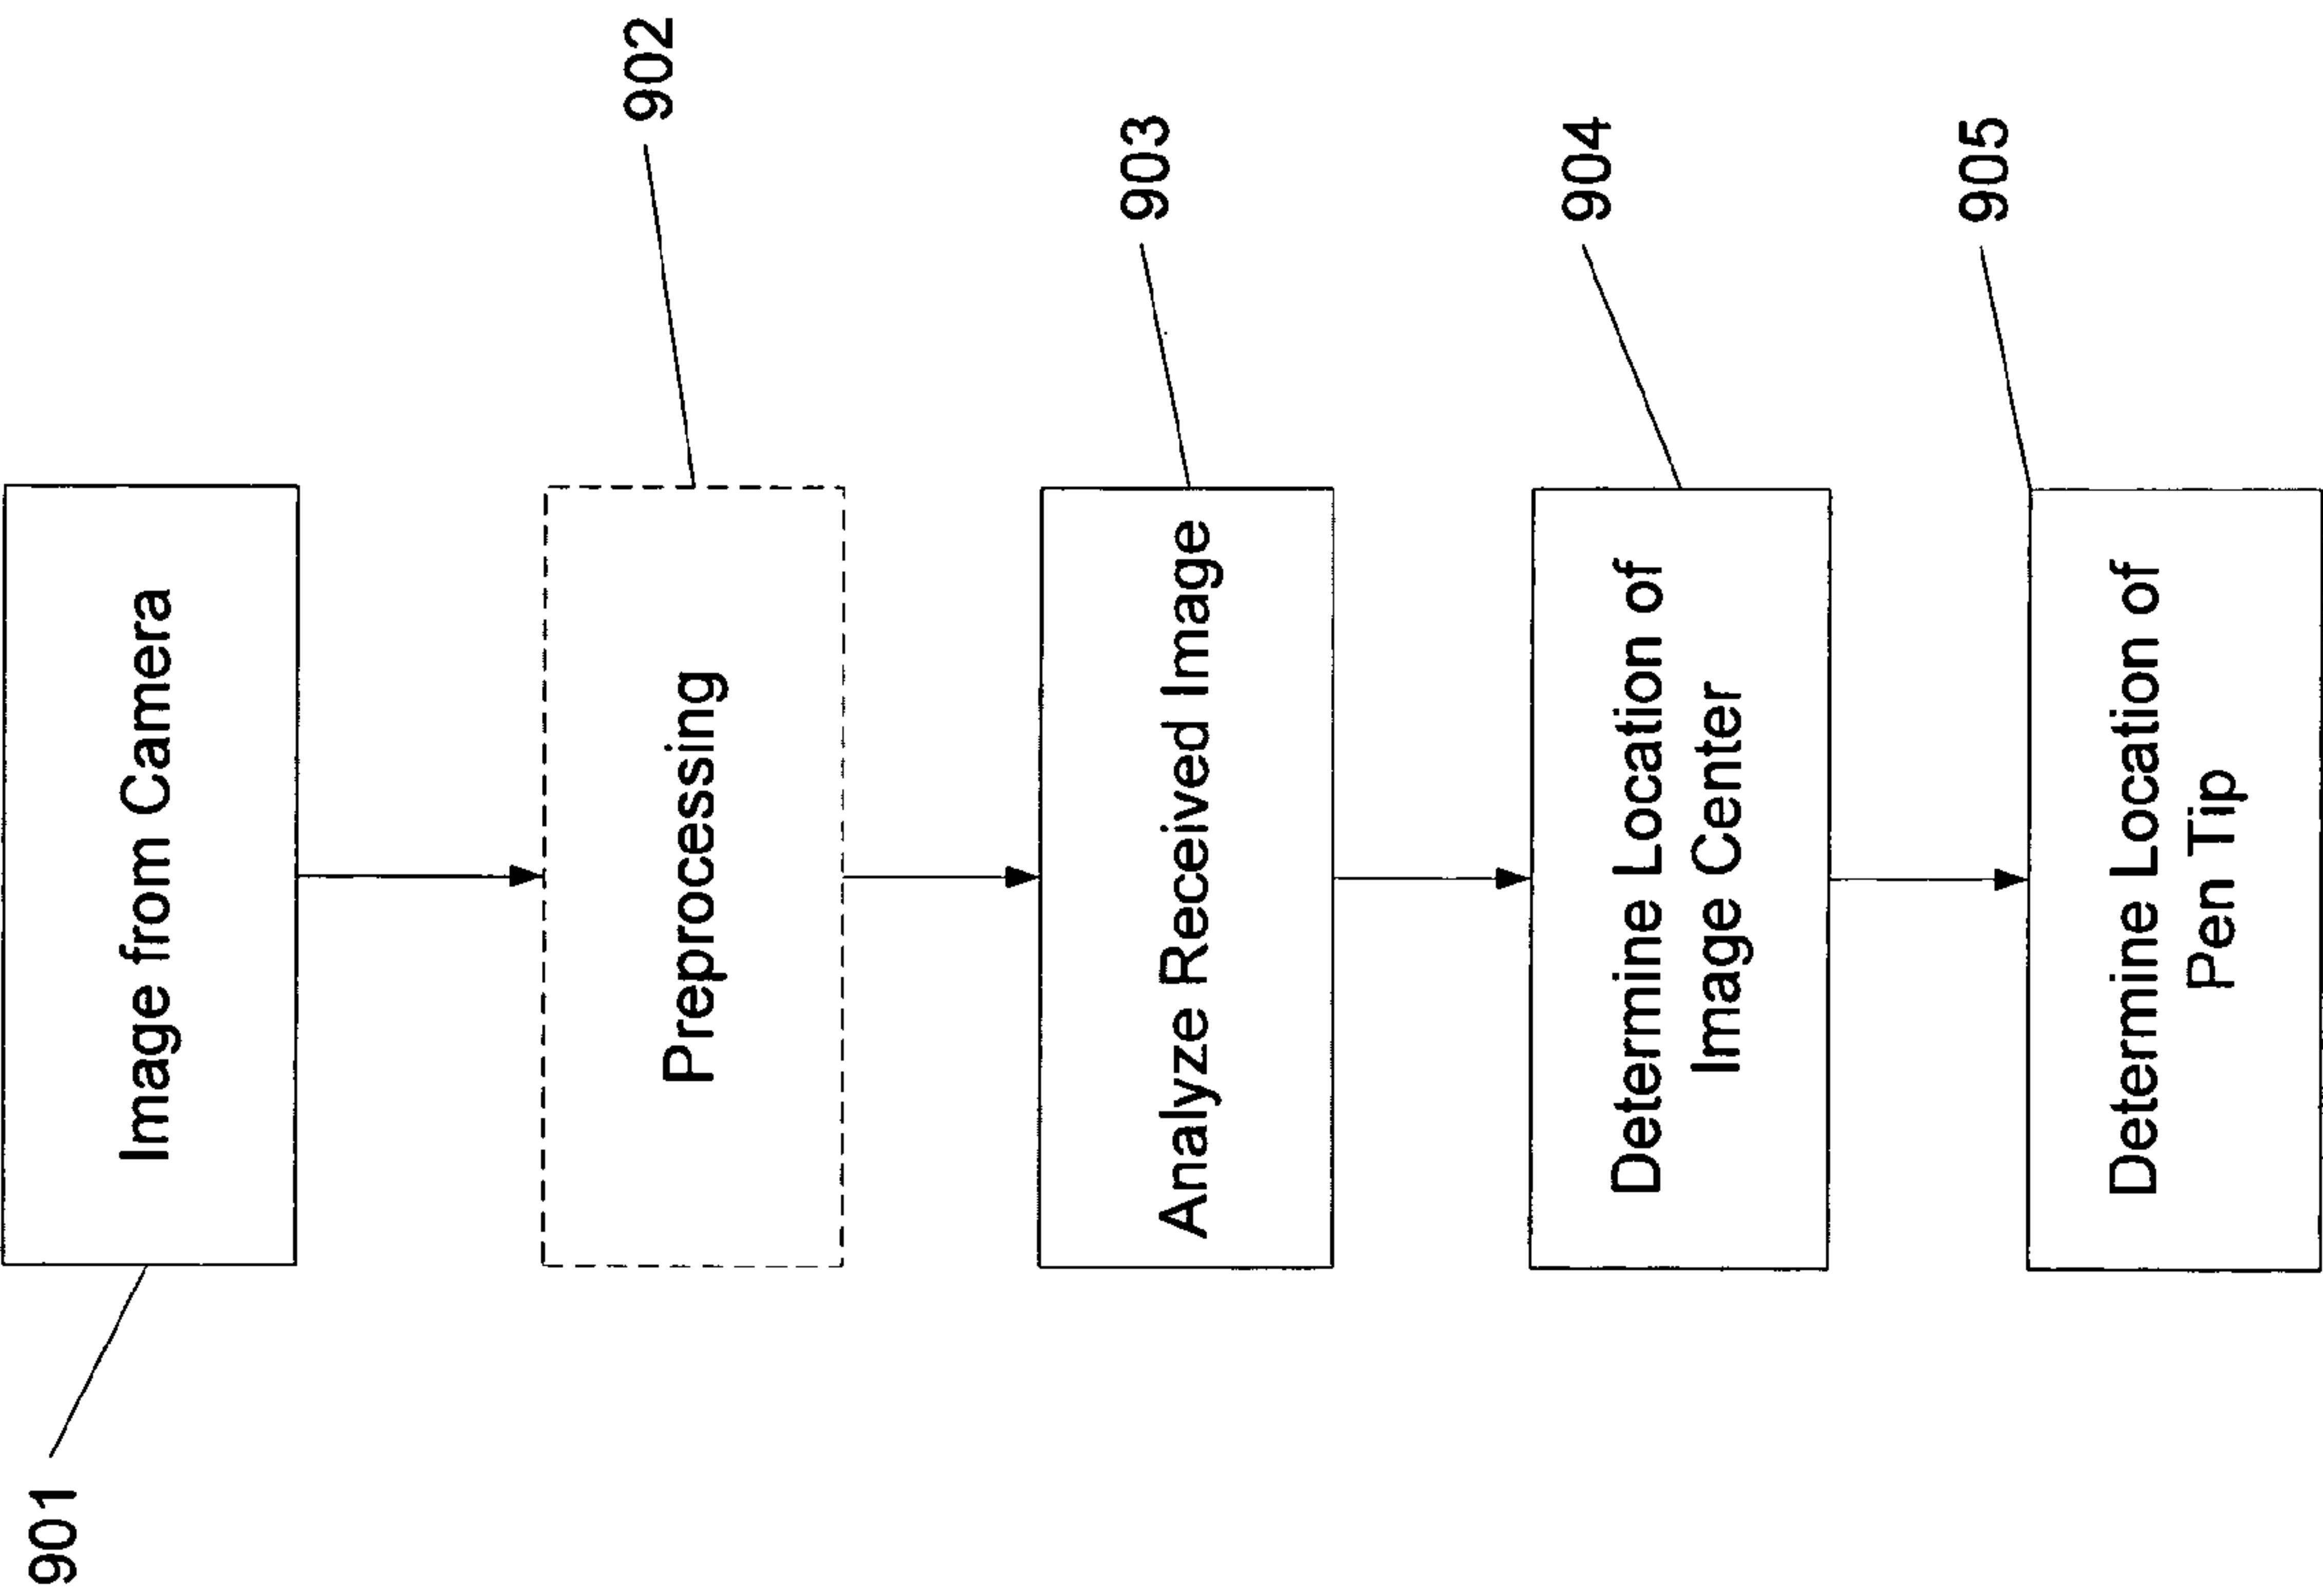 901
Image from Camera
902
Preprocessing
903
Analyze Received Image
904
Determine Location of
Image Center
905
Determine Location of
Pen Tip